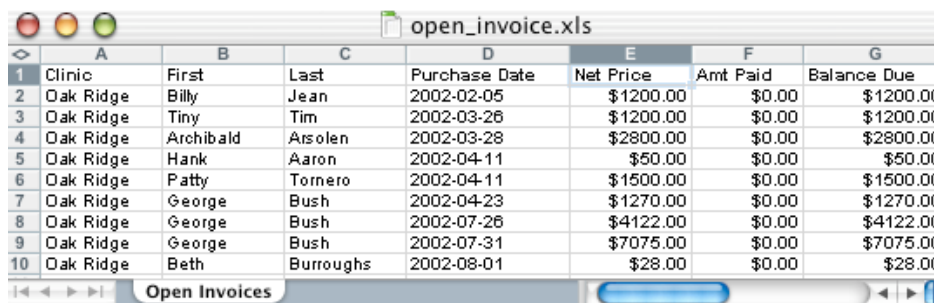 open_invoice.xls
A B C D E F G
1 Clinic First Last Purchase Date Net Price Amt Paid Balance Due
2 Oak Ridge Billy Jean 2002-02-05 $1200.00 $0.00 $1200.00
3 Oak Ridge Tiny Tim 2002-03-26 $1200.00 $0.00 $1200.00
4 Oak Ridge Archibald Arsolen 2002-03-28 $2800.00 $0.00 $2800.00
5 Oak Ridge Hank Aaron 2002-04-11 $50.00 $0.00 $50.00
6 Oak Ridge Patty Tornero 2002-04-11 $1500.00 $0.00 $1500.00
7 Oak Ridge George Bush 2002-04-23 $1270.00 $0.00 $1270.00
8 Oak Ridge George Bush 2002-07-26 $4122.00 $0.00 $4122.00
9 Oak Ridge George Bush 2002-07-31 $7075.00 $0.00 $7075.00
10 Oak Ridge Beth Burroughs 2002-08-01 $28.00 $0.00 $28.00
Open Invoices